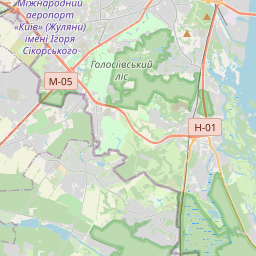 Міжнародний
аеропорт
«Київ» (Жуляни)
імені Ігоря
Сікорського
Голосіївський
ліс
М-05
Н-01